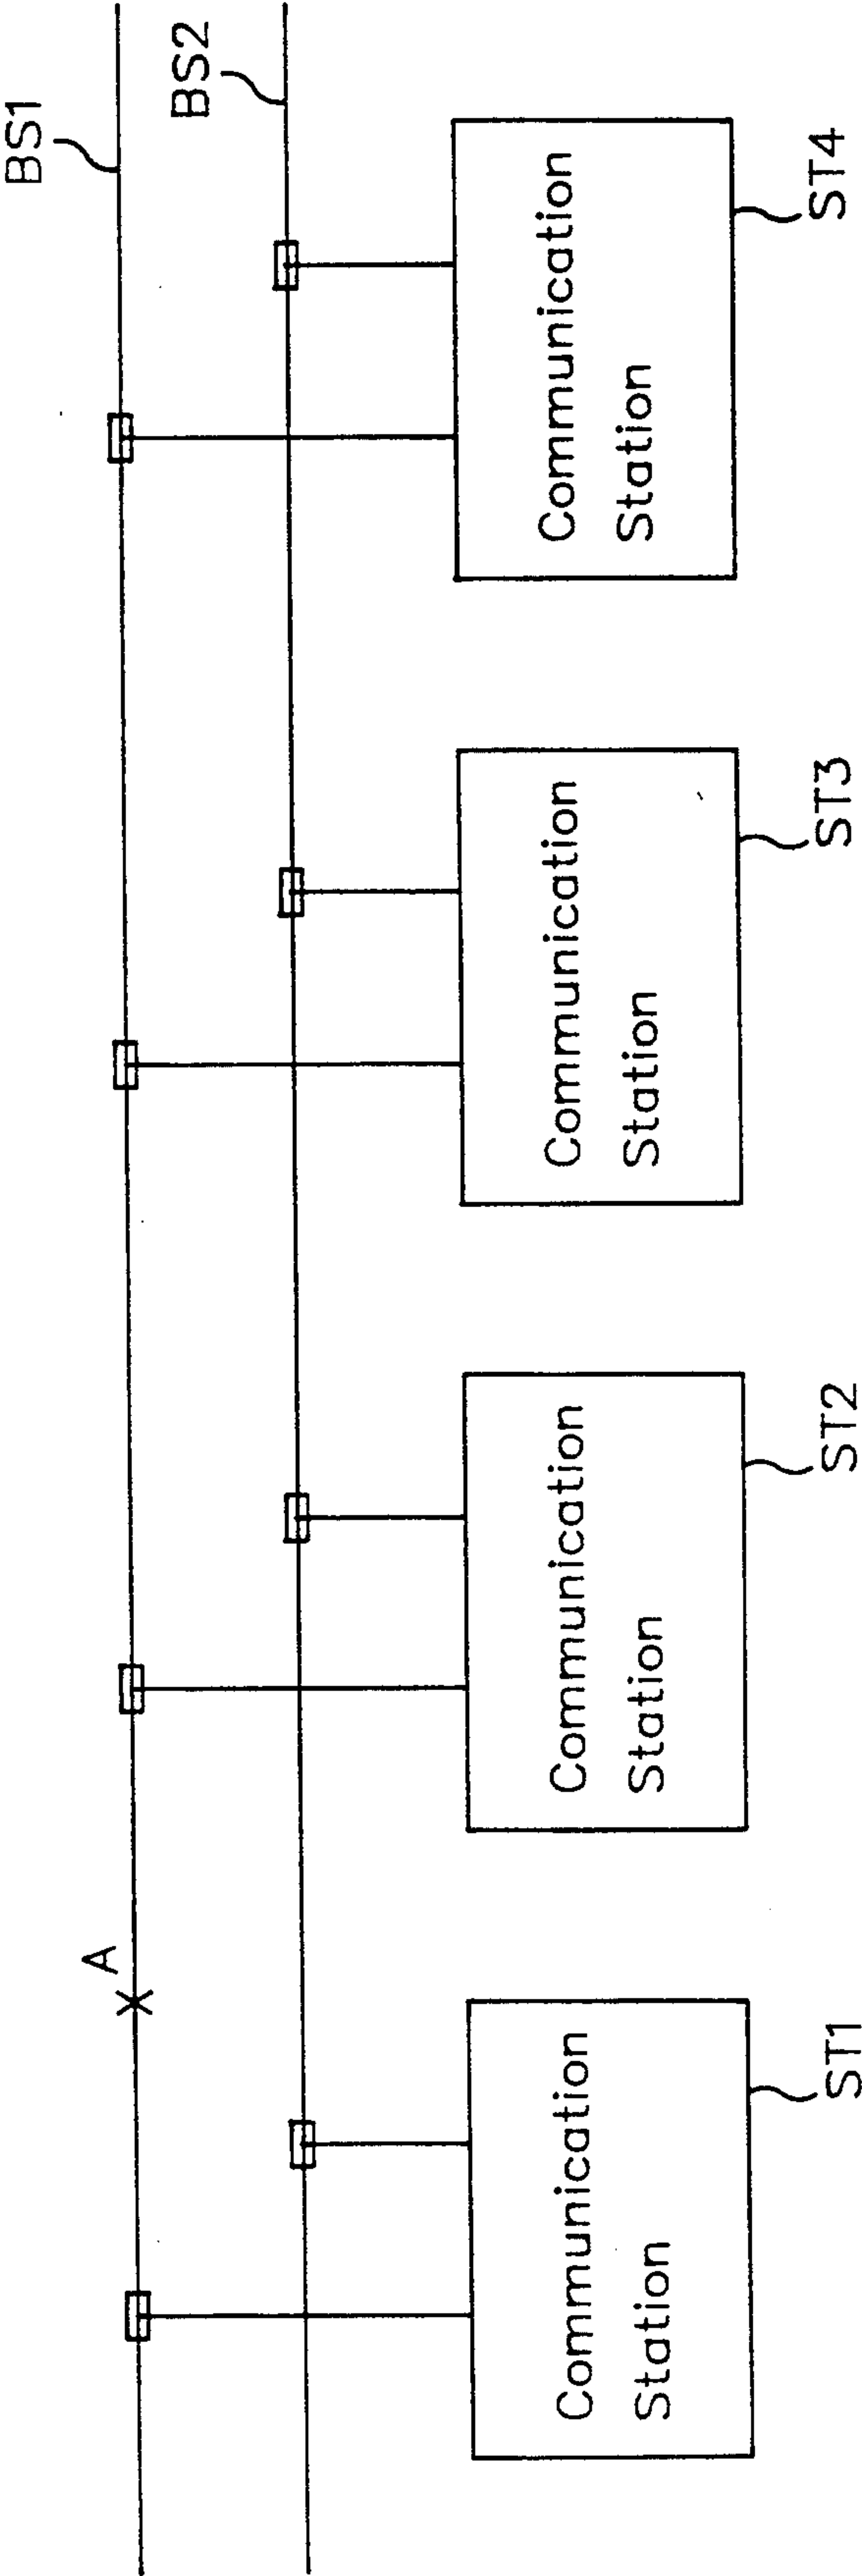 BS1
BS2
A
Communication
Station
ST1
Communication
Station
ST2
Communication
Station
ST3
Communication
Station
ST4